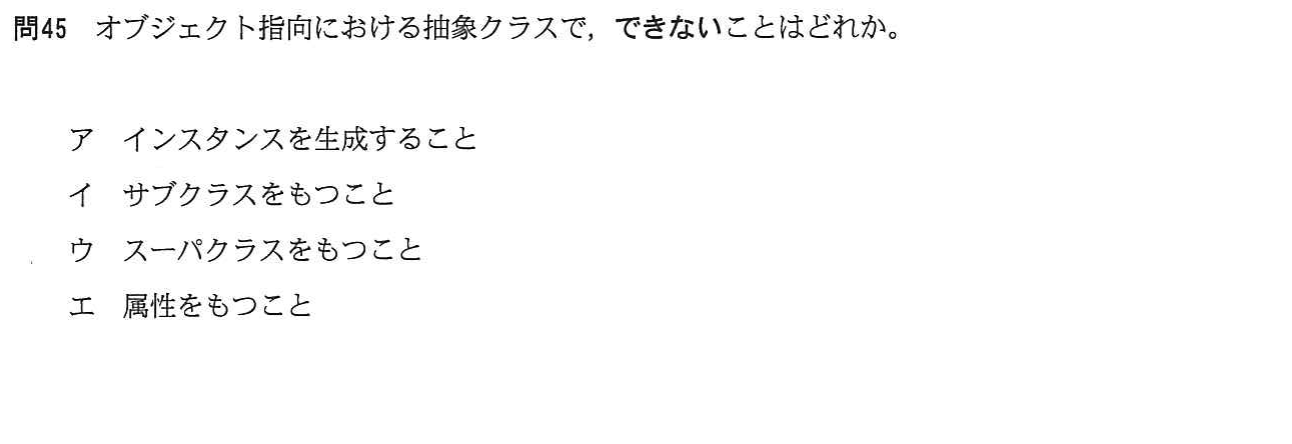 問45　オブジェクト指向における抽象クラスで，できないことはどれか。
ア　インスタンスを生成すること
イ　サブクラスをもつこと
ウ　スーパクラスをもつこと
エ　属性をもつこと